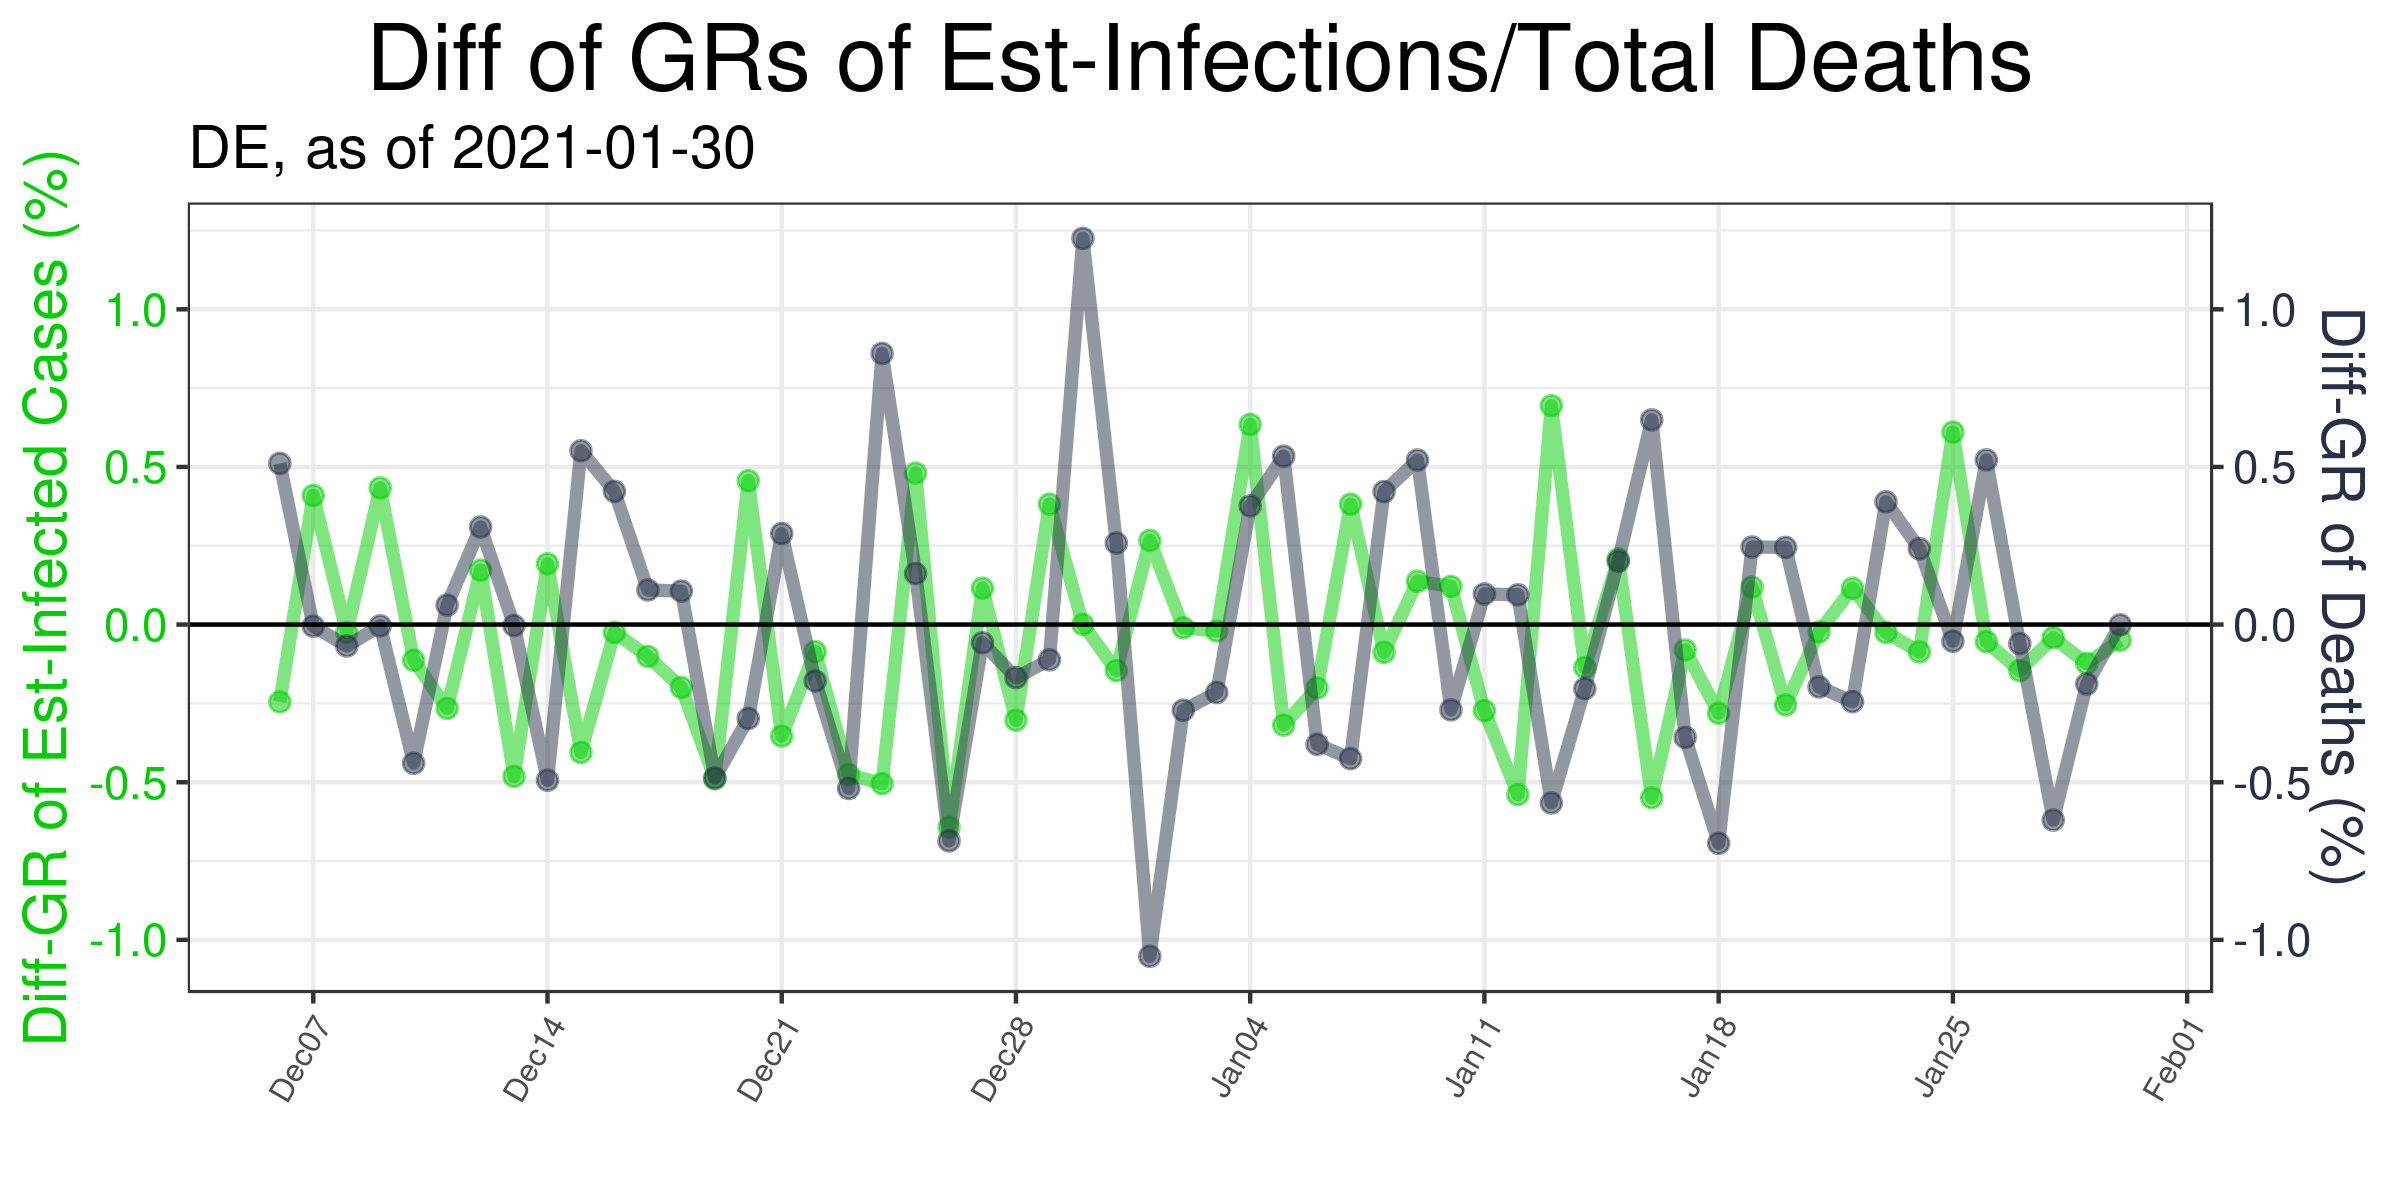 Diff of GRs of Est-Infections/Total Deaths
DE, as of 2021-01-30
Diff-GR of Est-Infected Cases (%)
1.0
0.5
0.0
-0.5
-1.0
1.0
0.5
0.0
-0.5
-1.0
Diff-GR of Deaths (%)
Dec07
Dec14
Dec21
Dec28
Jan04
Jan11
Jan18
Jan25
Feb01